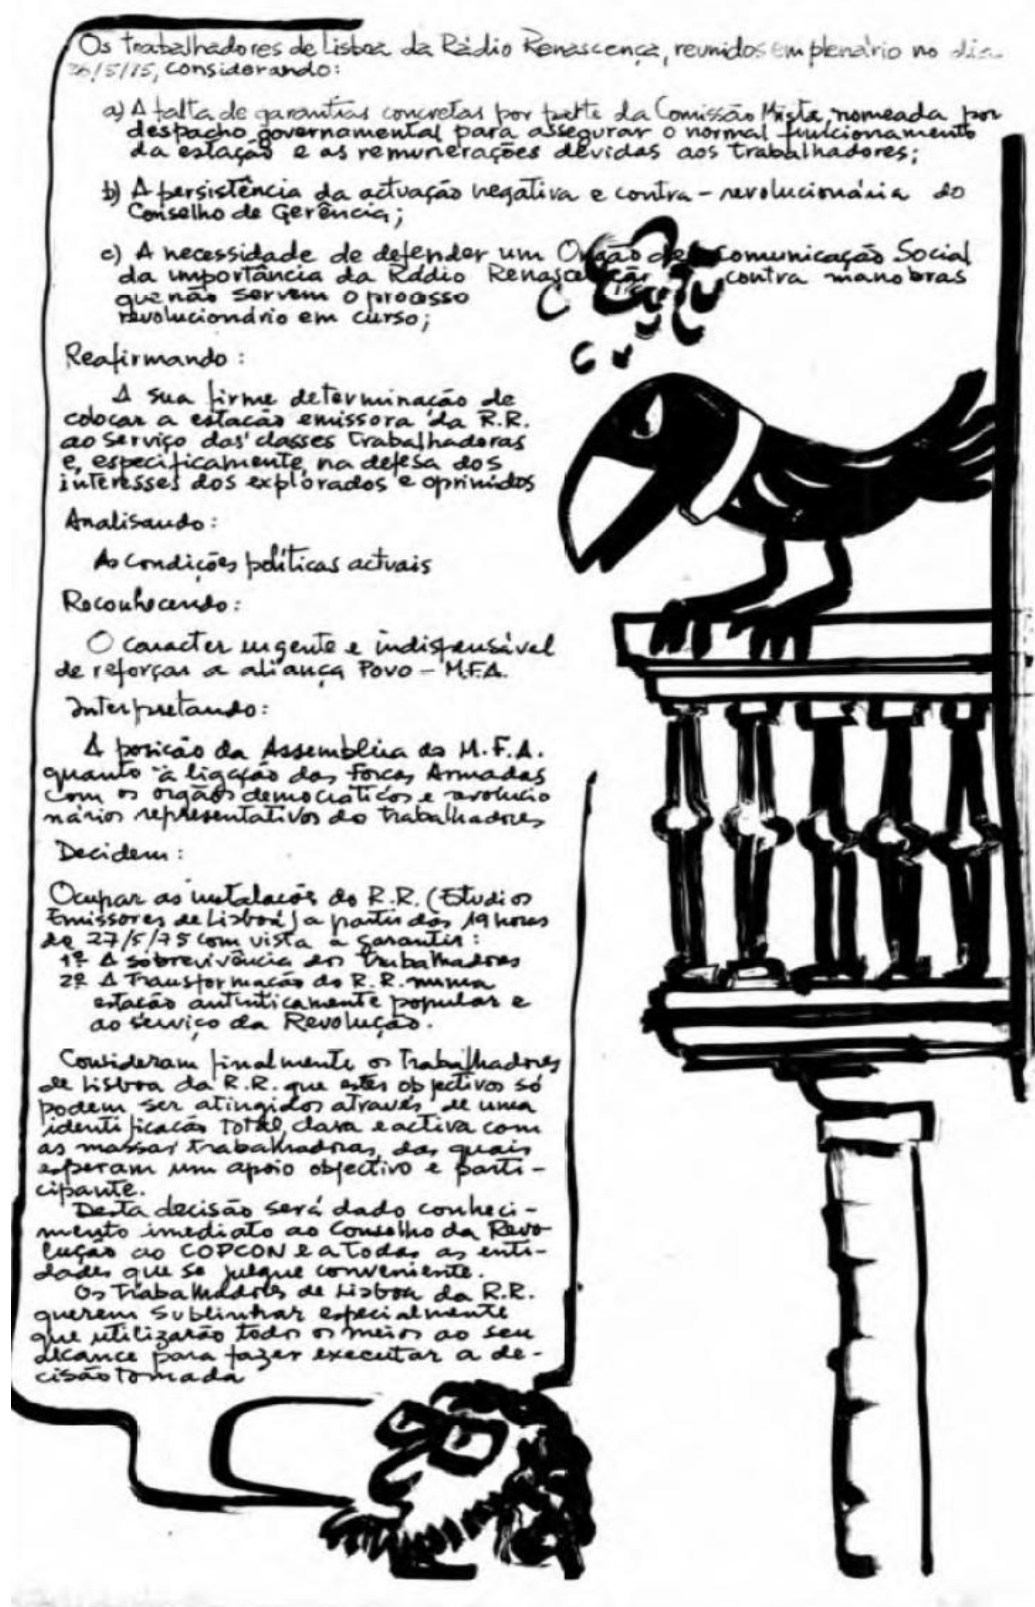 Os trabalhadores de Lisboa da Rádio Renascença, reunidos em plenário no dia
26/5/75, considerando:
a) A falta de garantias concretas por parte da Comissão Mista, nomeada por
despacho governamental para assegurar o normal funcionamento
da estação e as remunerações devidas aos trabalhadores;
b) A persistência da actuação negativa e contra-revolucionária do
Conselho de Gerência;
c) A necessidade de defender um Orgão de Comunicação Social
da importância da Rádio Renascença contra manobras
que não servem o processo
revolucionário em curso;
Reafirmando:
A sua firme determinação de
colocar a estação emissora da R.R.
ao serviço das classes trabalhadoras
e, especificamente, na defesa dos
interesses dos explorados e oprimidos
Analisando:
As condições políticas actuais
Reconhecendo:
O caracter urgente e indispensável
de reforçar a aliança Povo - M.F.A.
Interpretando:
A posição da Assembleia do M.F.A.
quanto à ligação das Forças Armadas
com os orgãos democráticos e revolucio
nários representativos do trabalhadores
Decidem:
Ocupar as instalações do R.R. (Estudios
Emissores de Lisboa) a partir das 19 horas
de 27/5/75 com vista a garantir:
1º A sobrevivência dos trabalhadores
2º A Transformação do R.R. numa
estação autênticamente popular e
ao serviço da Revolução.
Consideram finalmente os Trabalhadores
de Lisboa da R.R. que estes objectivos só
podem ser atingidos através de uma
identificação total, clara e activa com
as massas trabalhadoras, das quais
esperam um apoio objectivo e parti-
cipante.
Desta decisão será dado conheci-
mento imediato ao Conselho da Revo-
lução ao COPCON e a todas as enti-
dades que se julgue conveniente.
Os Trabalhadores de Lisboa da R.R.
querem sublinhar especialmente
que utilizarão todos os meios ao seu
alcance para fazer executar a de-
cisão tomada